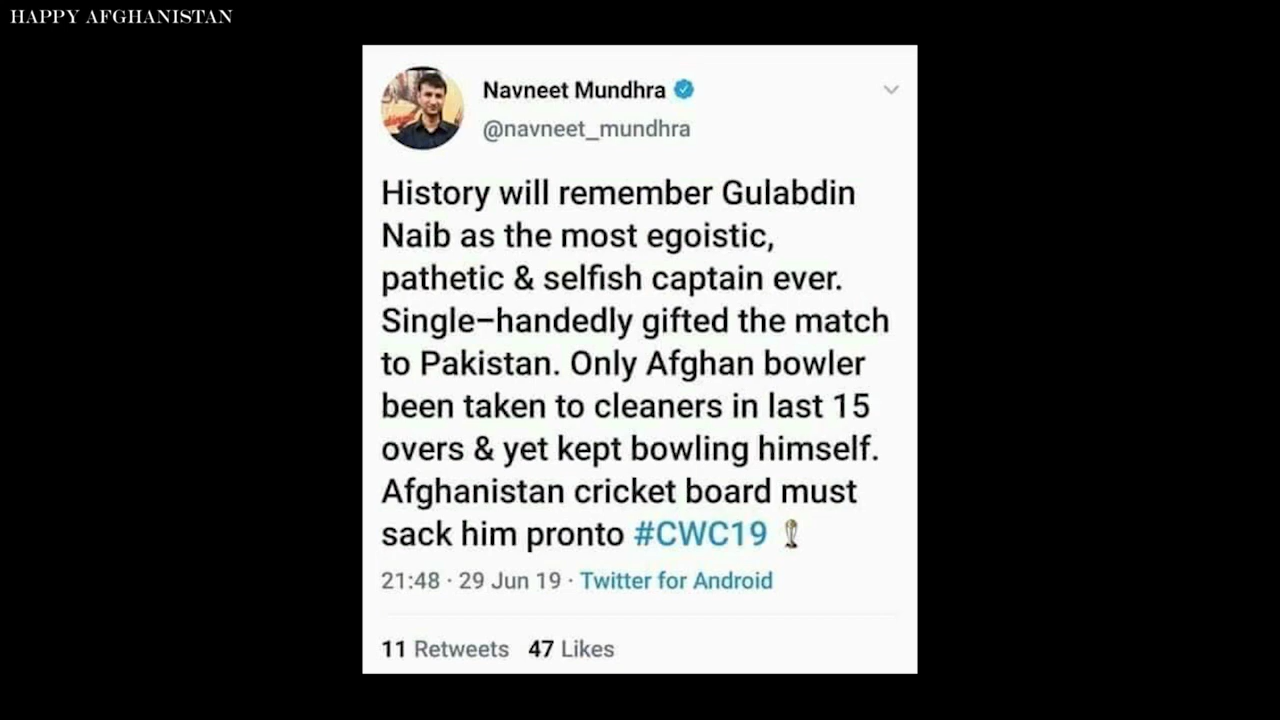 HAPPY AFGHANISTAN
Navneet Mundhra
@navneet_mundhra
History will remember Gulabdin
Naib as the most egoistic,
pathetic & selfish captain ever.
Single–handedly gifted the match
to Pakistan. Only Afghan bowler
been taken to cleaners in last 15
overs & yet kept bowling himself.
Afghanistan cricket board must
sack him pronto #CWC19
21:48 · 29 Jun 19 · Twitter for Android
11 Retweets 47 Likes